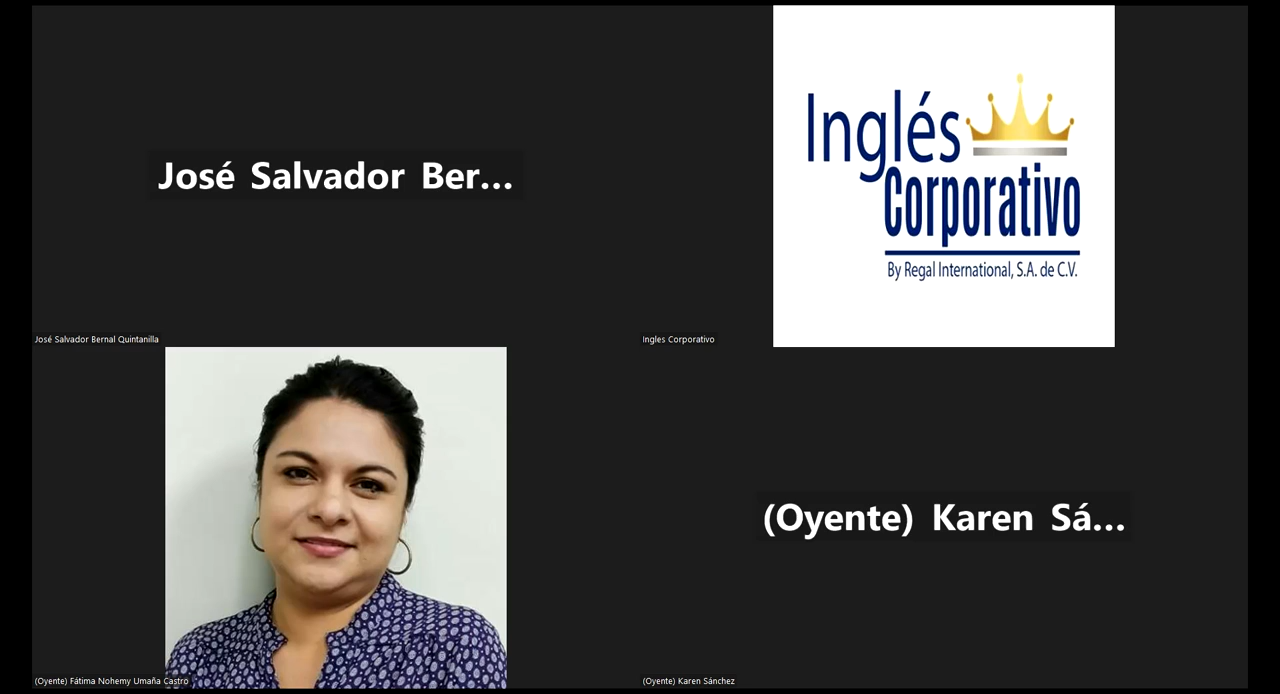 José Salvador Ber...
Inglés
Corporativo
By Regal International, S.A. de C.V.
José Salvador Bernal Quintanilla
Ingles Corporativo
(Oyente) Karen Sá...
(Oyente) Fátima Nohemy Umaña Castro
(Oyente) Karen Sánchez